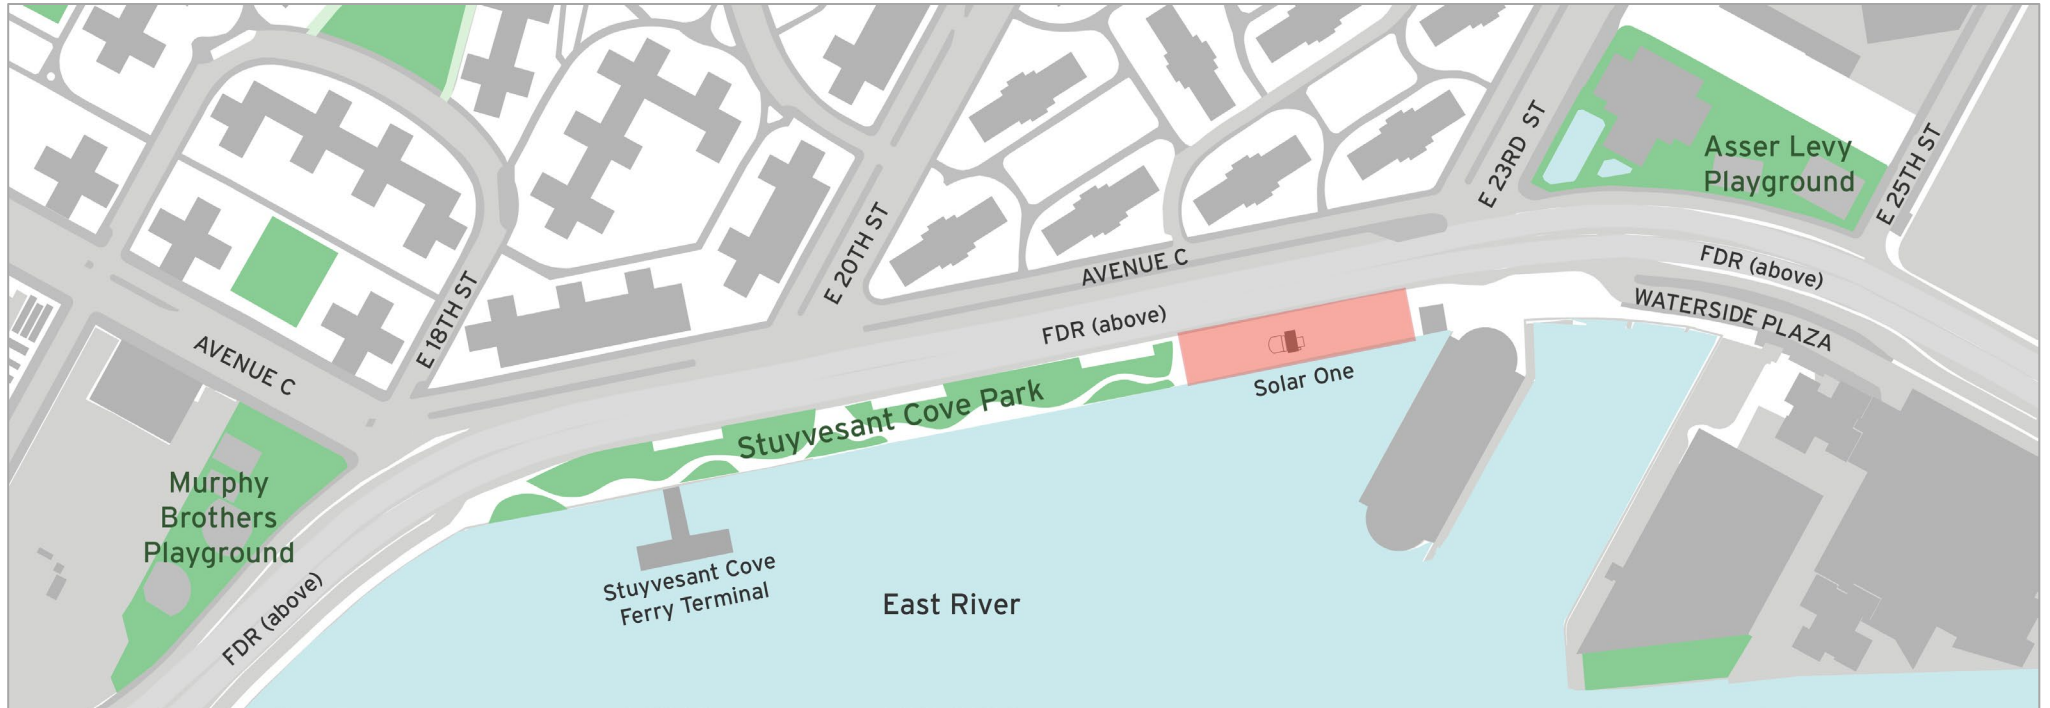 E 23RD ST
Asser Levy
Playground
E 25TH ST
E 20TH ST
AVENUE C
FDR (above)
WATERSIDE PLAZA
E 18TH ST
FDR (above)
AVENUE C
Solar One
Stuyvesant Cove Park
Murphy
Brothers
Playground
Stuyvesant Cove
Ferry Terminal
East River
FDR (above)